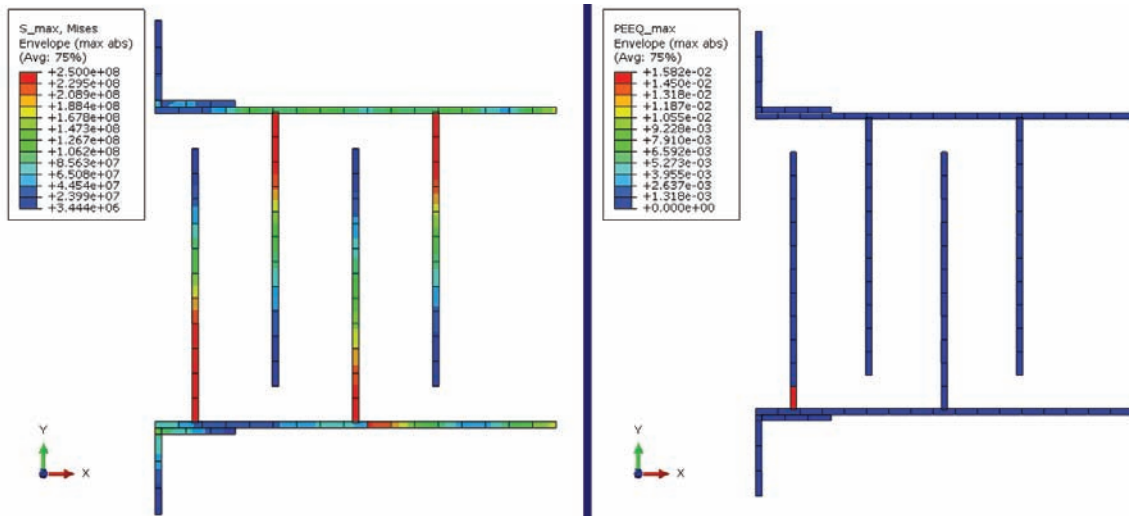 S_max, Mises
Envelope (max abs)
(Avg: 75%)
+2.500e+08
+2.295e+08
+2.089e+08
+1.884e+08
+1.678e+08
+1.473e+08
+1.267e+08
+1.062e+08
+8.563e+07
+6.508e+07
+4.454e+07
+2.399e+07
+3.444e+06
Y
X
PEEQ_max
Envelope (max abs)
(Avg: 75%)
+1.582e-02
+1.450e-02
+1.318e-02
+1.187e-02
+1.055e-02
+9.228e-03
+7.910e-03
+6.592e-03
+5.273e-03
+3.955e-03
+2.637e-03
+1.318e-03
+0.000e+00
Y
X